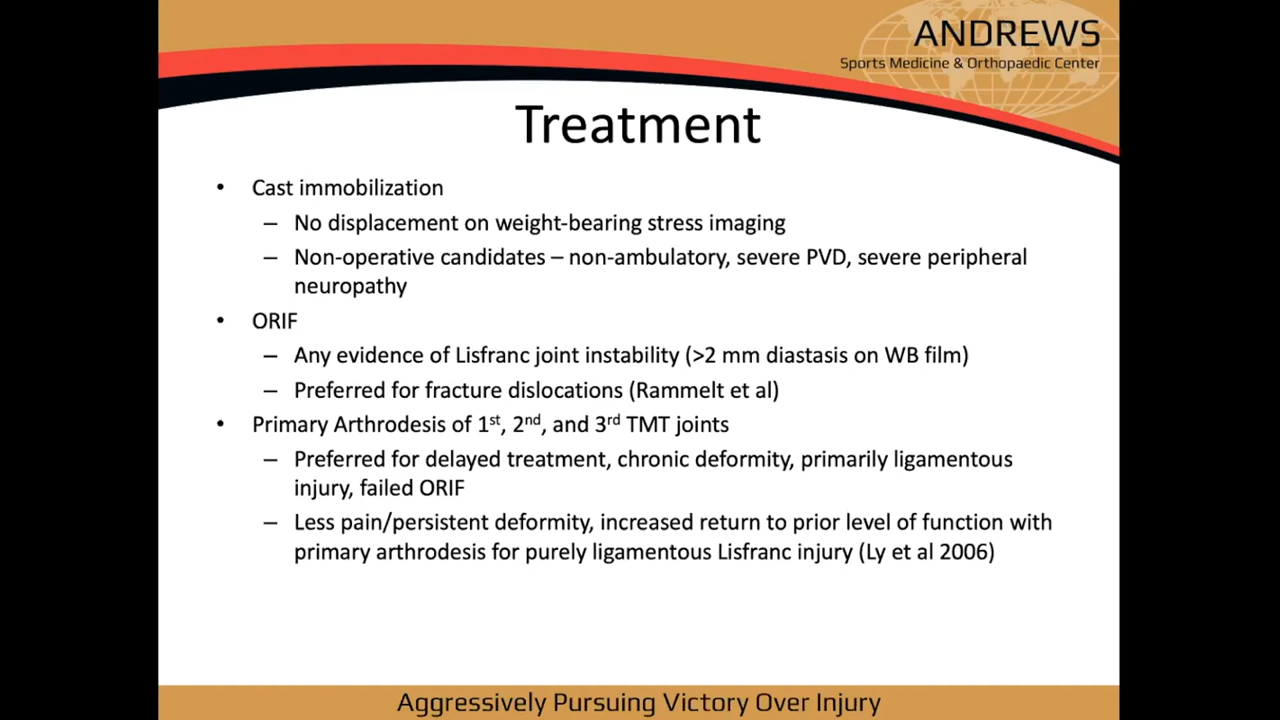 ANDREWS
Sports Medicine & Orthopaedic Center
Treatment
• Cast immobilization
– No displacement on weight-bearing stress imaging
– Non-operative candidates – non-ambulatory, severe PVD, severe peripheral
neuropathy
• ORIF
– Any evidence of Lisfranc joint instability (>2 mm diastasis on WB film)
– Preferred for fracture dislocations (Rammelt et al)
• Primary Arthrodesis of 1st, 2nd, and 3rd TMT joints
– Preferred for delayed treatment, chronic deformity, primarily ligamentous
injury, failed ORIF
– Less pain/persistent deformity, increased return to prior level of function with
primary arthrodesis for purely ligamentous Lisfranc injury (Ly et al 2006)
Aggressively Pursuing Victory Over Injury